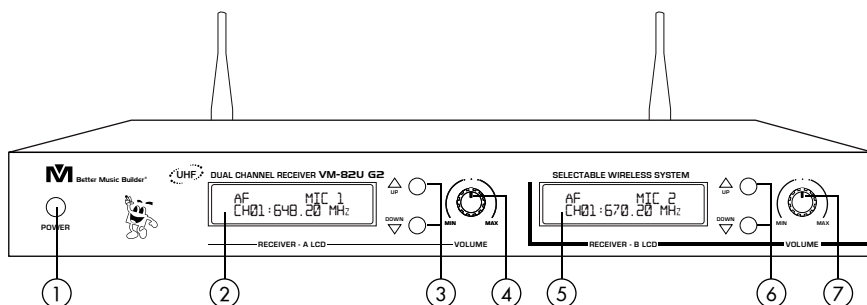 Better Music Builder®
UHF
DUAL CHANNEL RECEIVER VM-82U G2
SELECTABLE WIRELESS SYSTEM
AF MIC 1
CH01:648.20 MHz
UP
DOWN
MIN
MAX
AF MIC 2
CH01:670.20 MHz
UP
DOWN
MIN
MAX
POWER
RECEIVER - A LCD
VOLUME
RECEIVER - B LCD
VOLUME
1
2
3
4
5
6
7